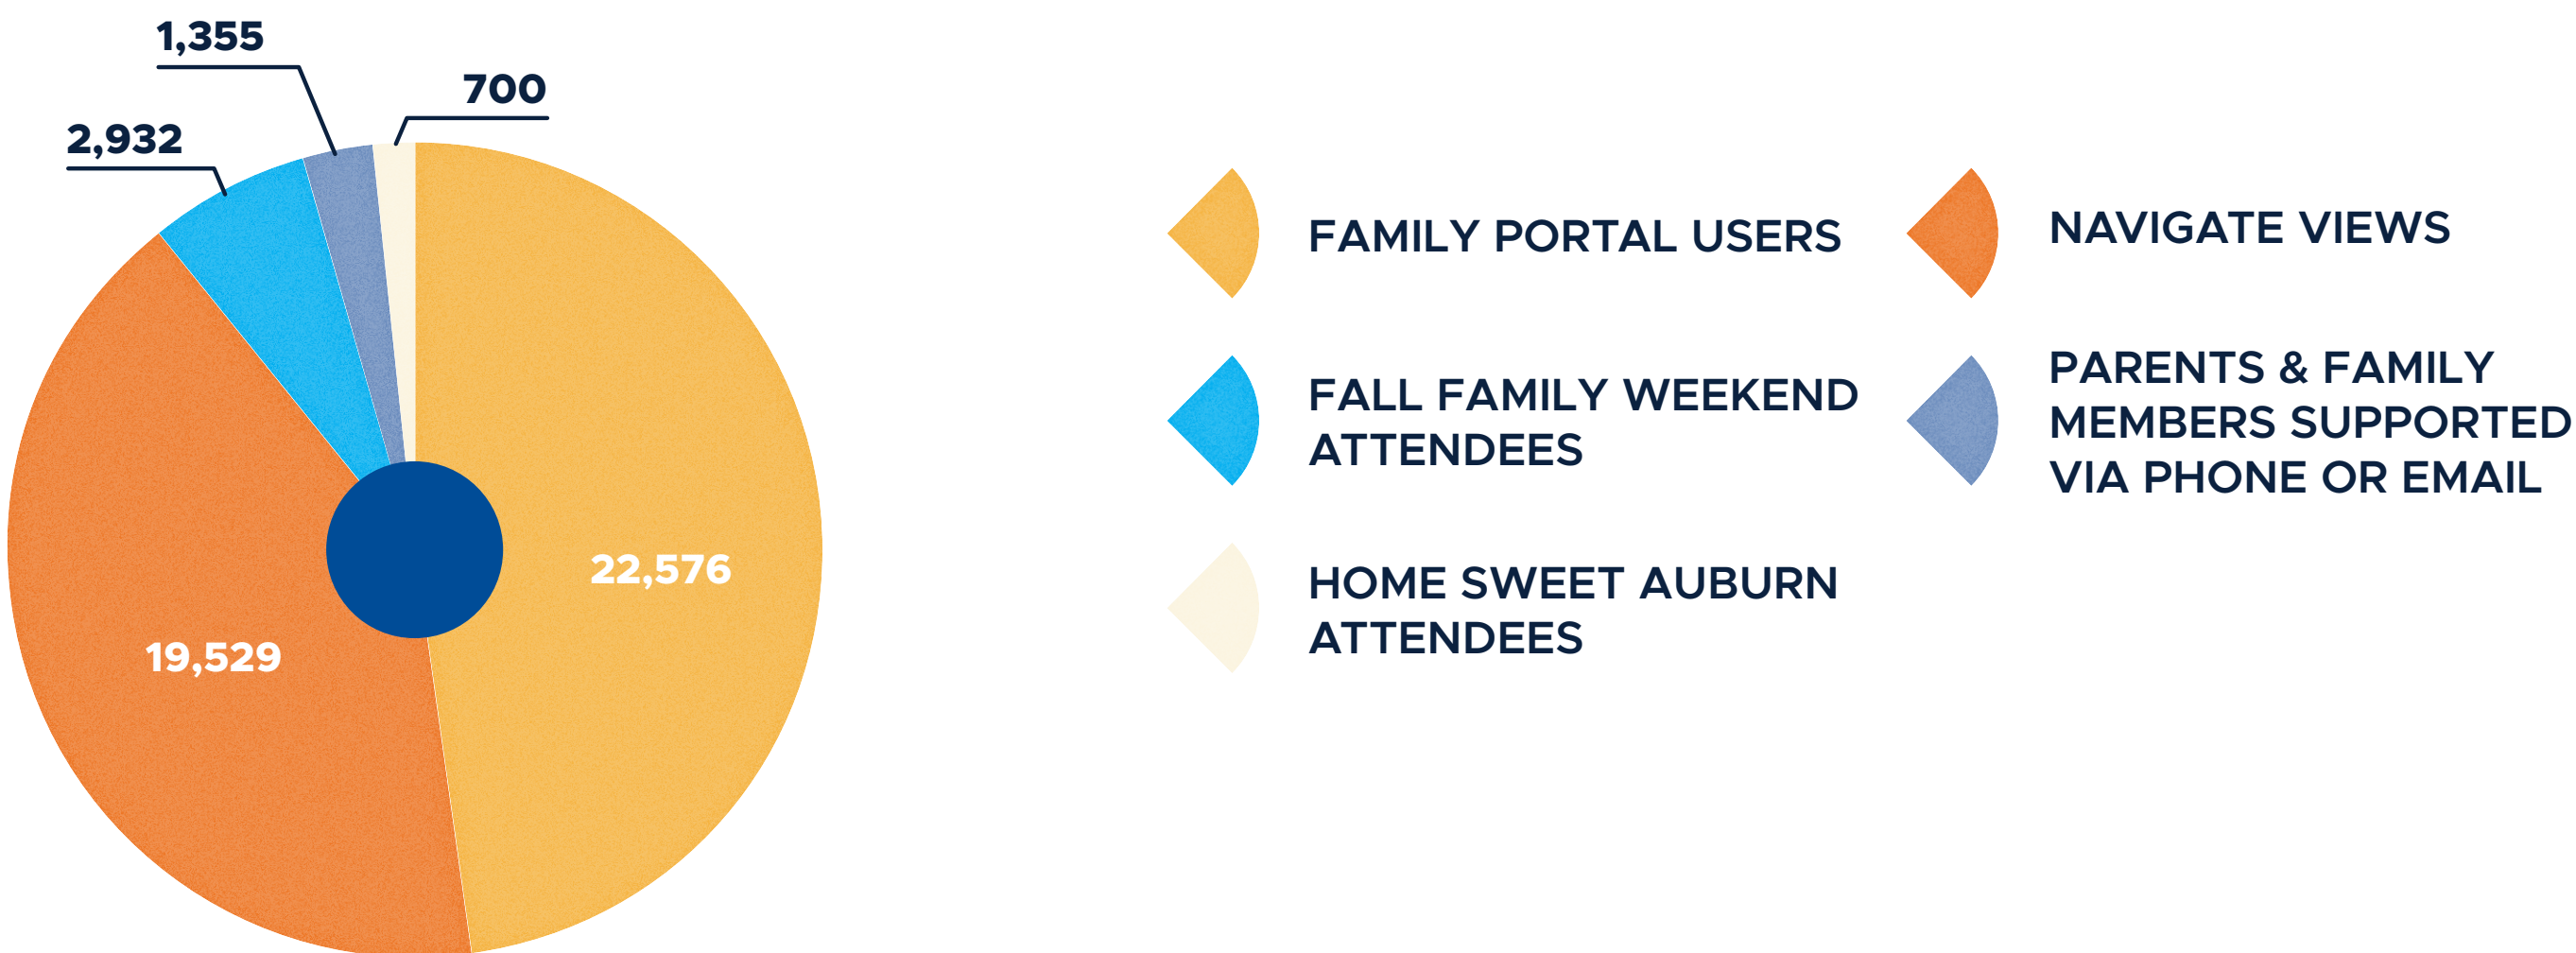 1,355
700
2,932
22,576
19,529
FAMILY PORTAL USERS
NAVIGATE VIEWS
FALL FAMILY WEEKEND
ATTENDEES
PARENTS & FAMILY
MEMBERS SUPPORTED
VIA PHONE OR EMAIL
HOME SWEET AUBURN
ATTENDEES